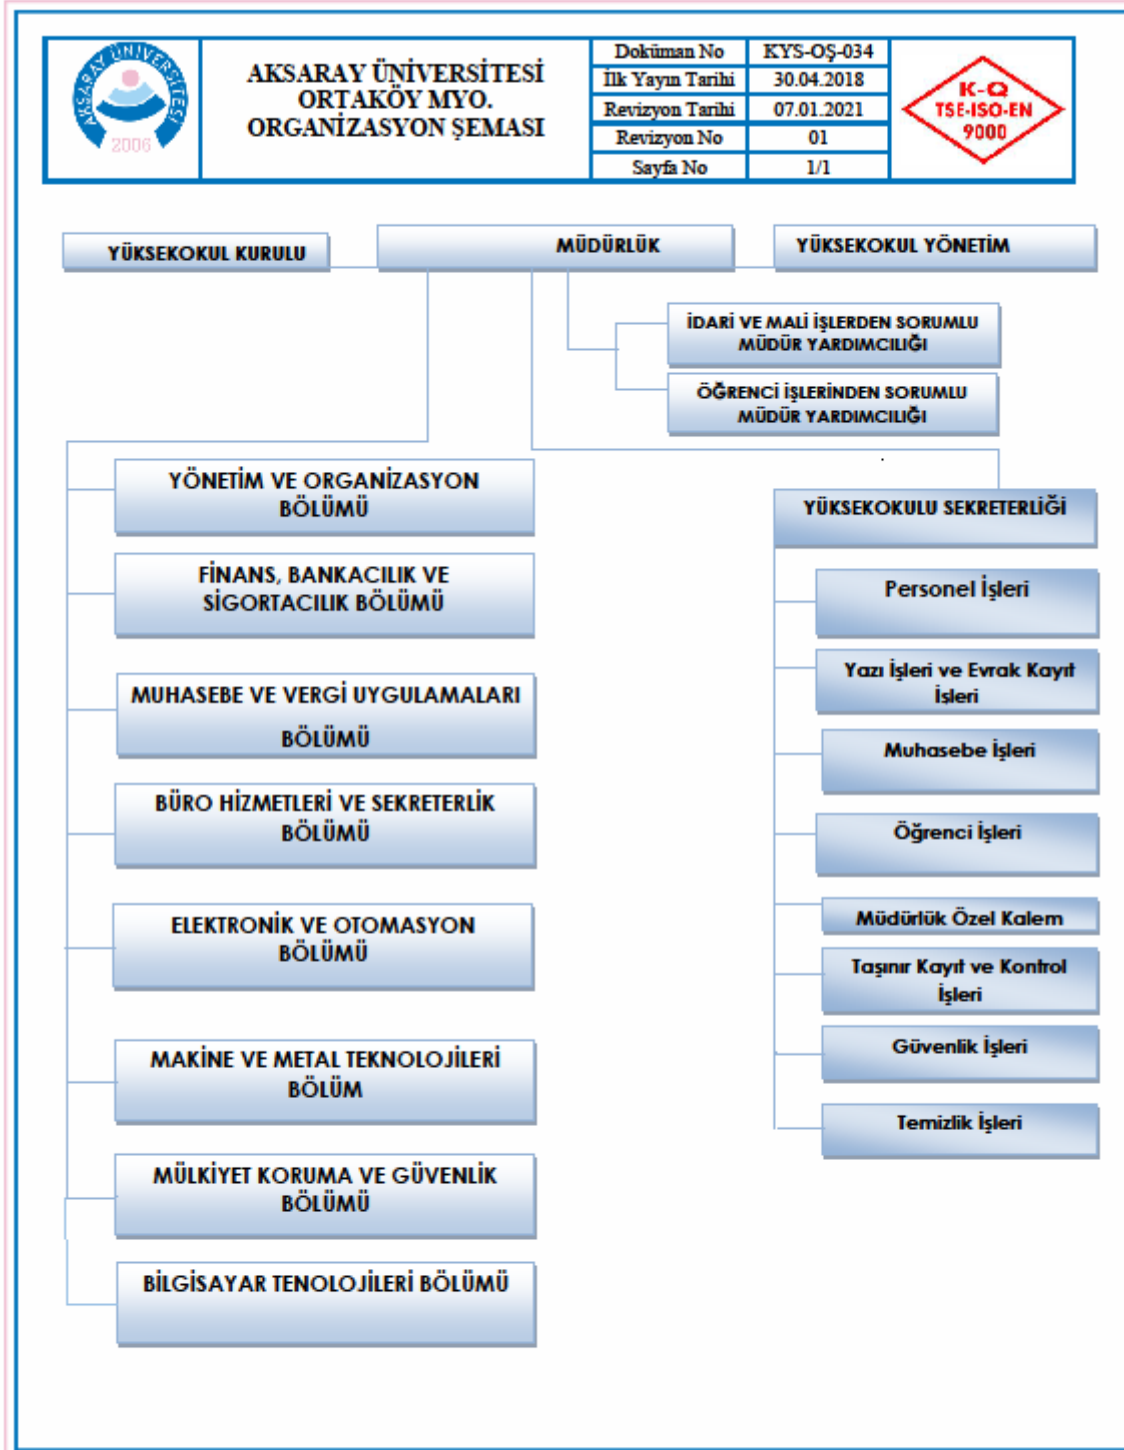 AKSARAY ÜNİVERSİTESİ
2006
AKSARAY ÜNİVERSİTESİ
ORTAKÖY MYO.
ORGANİZASYON ŞEMASI
Doküman No KYS-OŞ-034
İlk Yayın Tarihi 30.04.2018
Revizyon Tarihi 07.01.2021
Revizyon No 01
Sayfa No 1/1
K-Q
TSE-ISO-EN
9000
YÜKSEKOKUL KURULU
MÜDÜRLÜK
YÜKSEKOKUL YÖNETİM
İDARİ VE MALİ İŞLERDEN SORUMLU
MÜDÜR YARDIMCILIĞI
ÖĞRENCİ İŞLERİNDEN SORUMLU
MÜDÜR YARDIMCILIĞI
YÖNETİM VE ORGANİZASYON
BÖLÜMÜ
FİNANS, BANKACILIK VE
SİGORTACILIK BÖLÜMÜ
MUHASEBE VE VERGİ UYGULAMALARI
BÖLÜMÜ
BÜRO HİZMETLERİ VE SEKRETERLİK
BÖLÜMÜ
ELEKTRONİK VE OTOMASYON
BÖLÜMÜ
MAKİNE VE METAL TEKNOLOJİLERİ
BÖLÜM
MÜLKİYET KORUMA VE GÜVENLİK
BÖLÜMÜ
BİLGİSAYAR TENOLOJİLERİ BÖLÜMÜ
YÜKSEKOKULU SEKRETERLİĞİ
Personel İşleri
Yazı İşleri ve Evrak Kayıt
İşleri
Muhasebe İşleri
Öğrenci İşleri
Müdürlük Özel Kalem
Taşınır Kayıt ve Kontrol
İşleri
Güvenlik İşleri
Temizlik İşleri